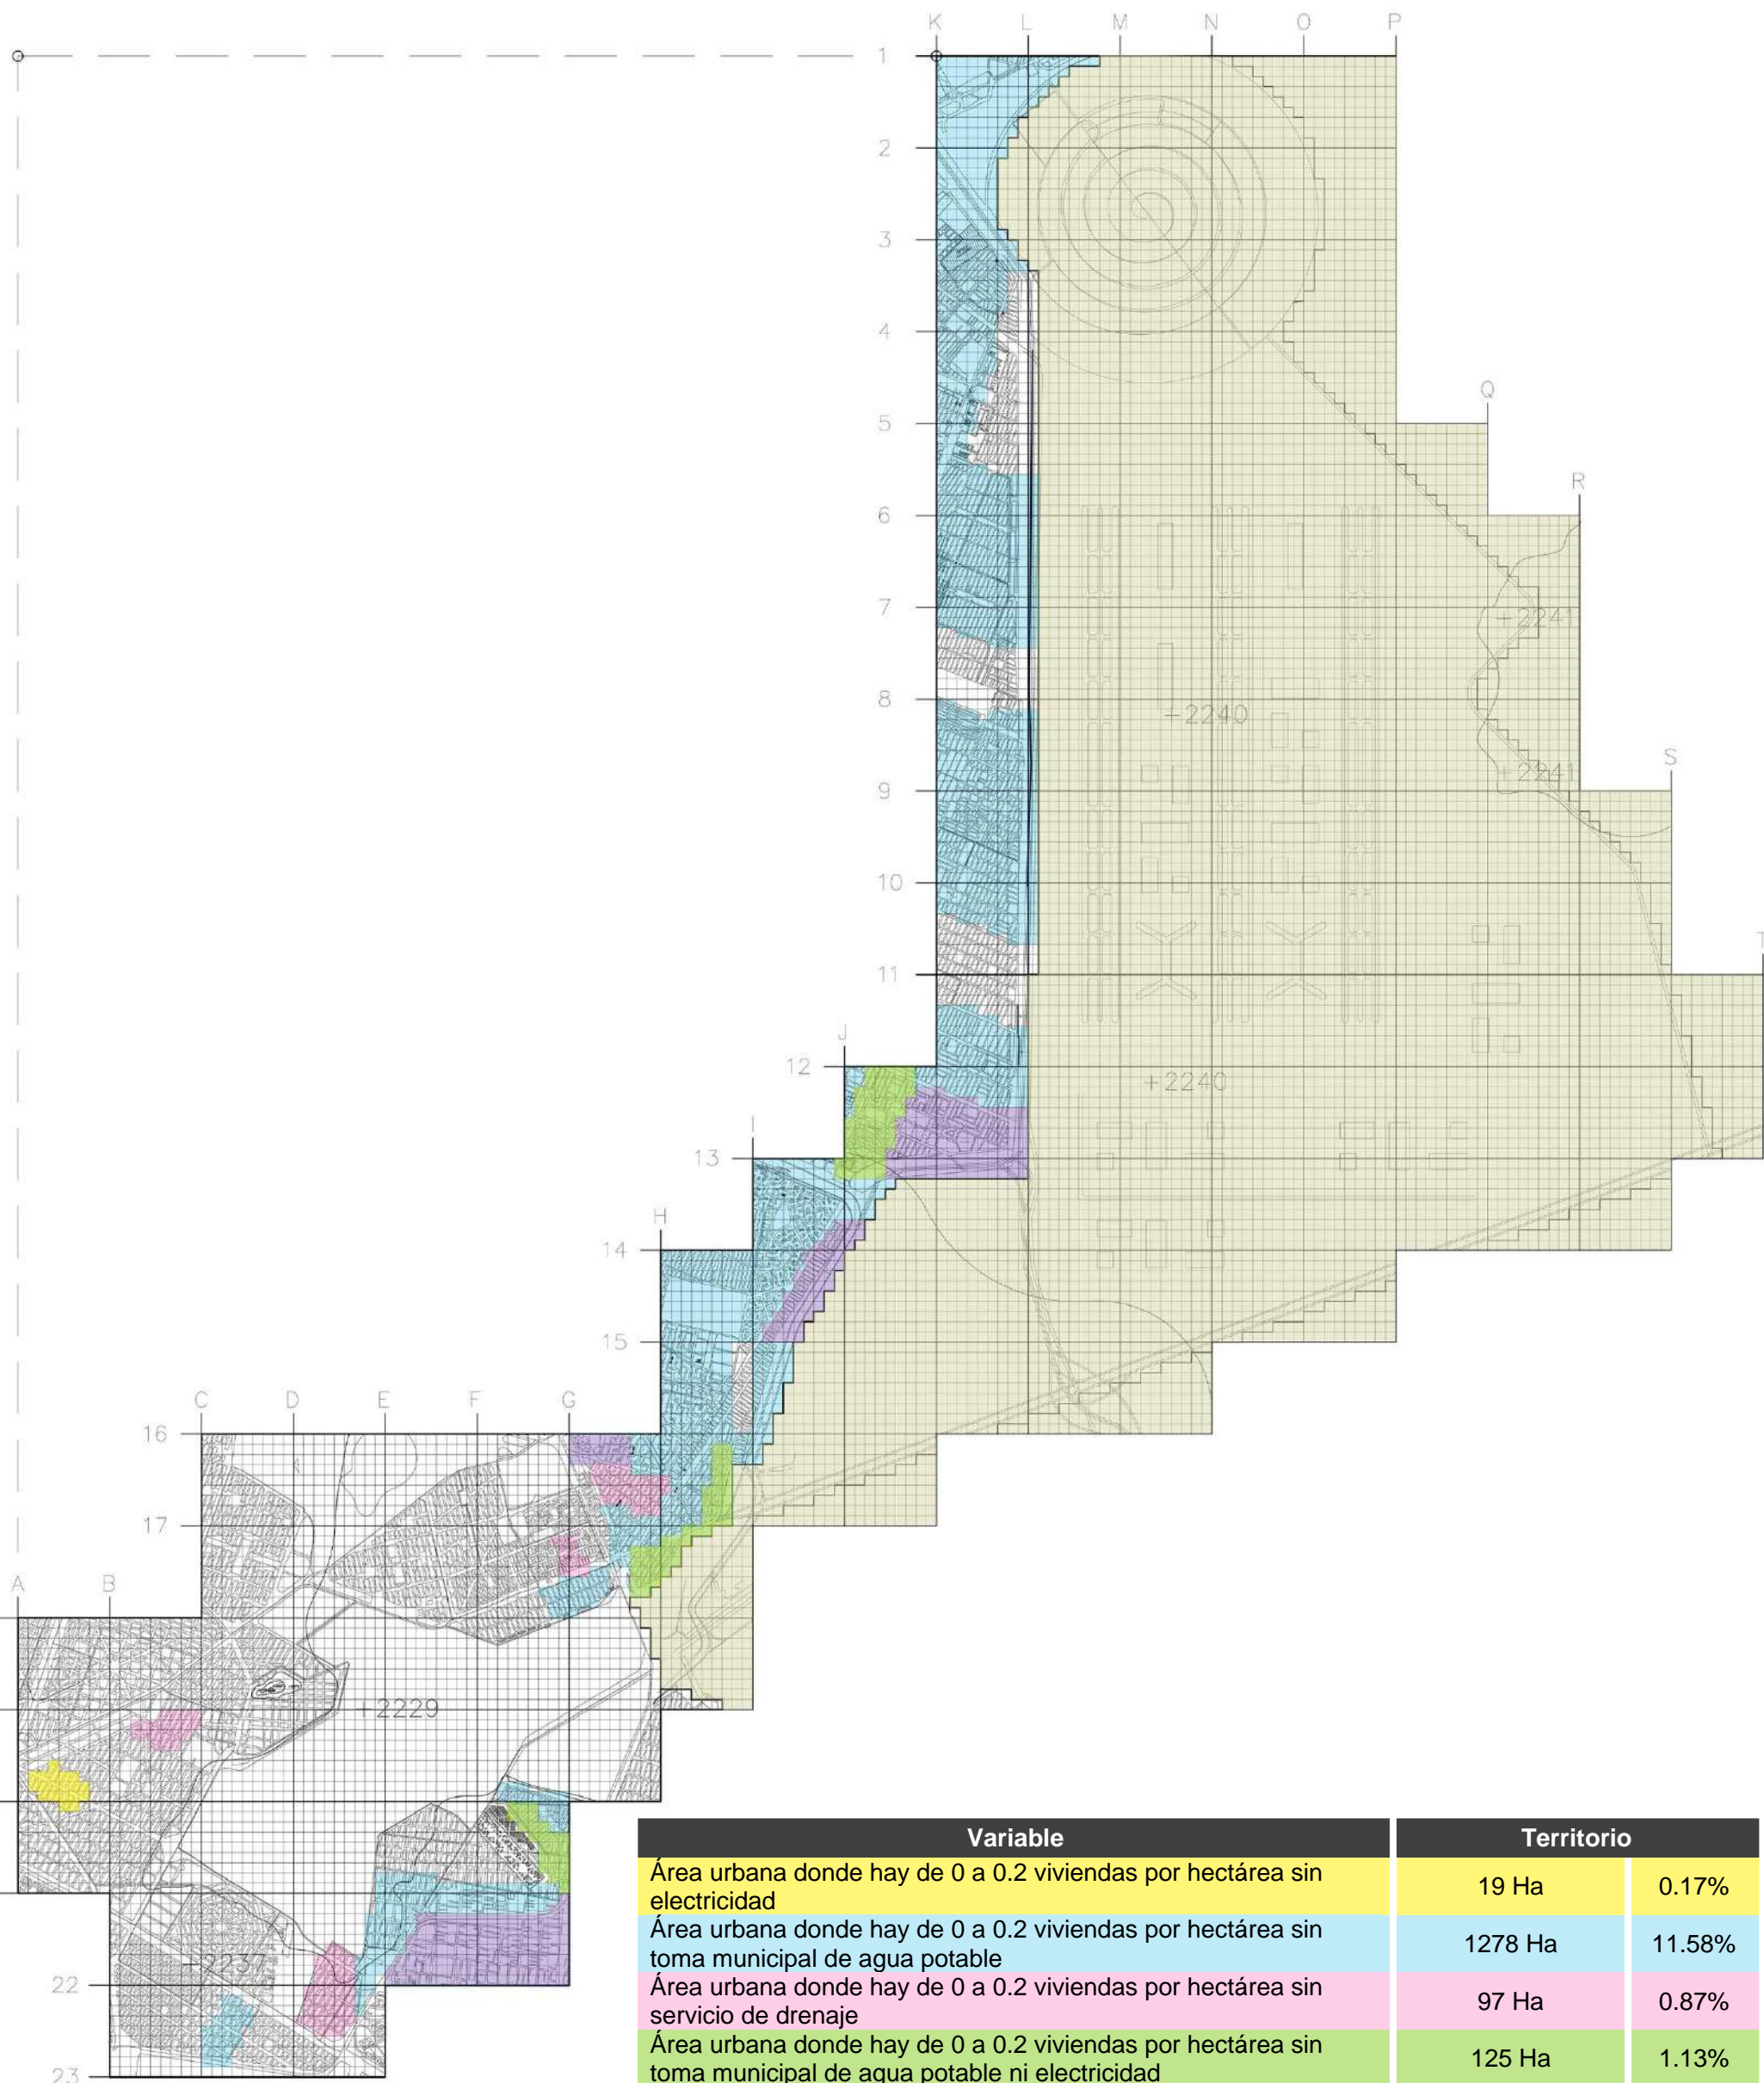 K L M N O P
1
2
3
4
Q
5
R
6
7
+2241
8
+2240
S
+2241
9
10
T
11
J
12
+2240
I
13
H
14
15
C D E F G
16
17
A B
+2229
+2237
22
23
Variable Territorio
Área urbana donde hay de 0 a 0.2 viviendas por hectárea sin
electricidad
19 Ha 0.17%
Área urbana donde hay de 0 a 0.2 viviendas por hectárea sin
toma municipal de agua potable
1278 Ha 11.58%
Área urbana donde hay de 0 a 0.2 viviendas por hectárea sin
servicio de drenaje
97 Ha 0.87%
Área urbana donde hay de 0 a 0.2 viviendas por hectárea sin
toma municipal de agua potable ni electricidad
125 Ha 1.13%